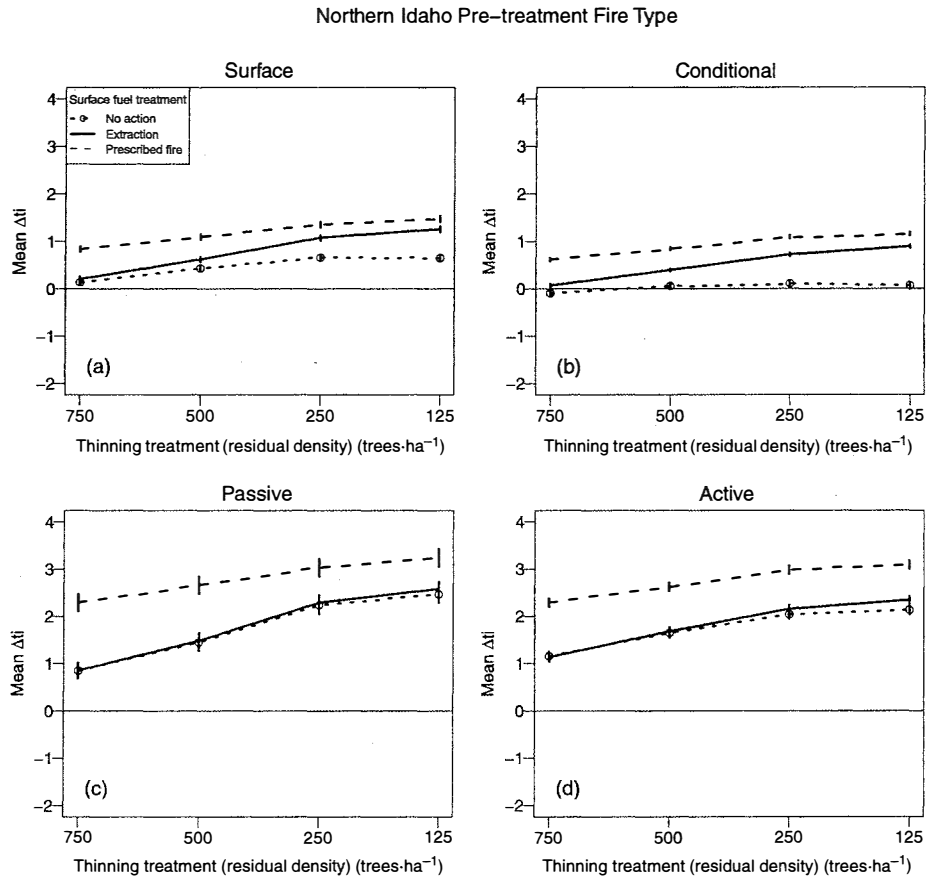 Northern Idaho Pre−treatment Fire Type
Surface
Surface fuel treatment
No action
Extraction
Prescribed fire
4
3
2
1
0
−1
−2
Mean Δti
(a)
750
500
250
125
Thinning treatment (residual density) (trees·ha⁻¹)
Conditional
4
3
2
1
0
−1
−2
Mean Δti
(b)
750
500
250
125
Thinning treatment (residual density) (trees·ha⁻¹)
Passive
4
3
2
1
0
−1
−2
Mean Δti
(c)
750
500
250
125
Thinning treatment (residual density) (trees·ha⁻¹)
Active
4
3
2
1
0
−1
−2
Mean Δti
(d)
750
500
250
125
Thinning treatment (residual density) (trees·ha⁻¹)